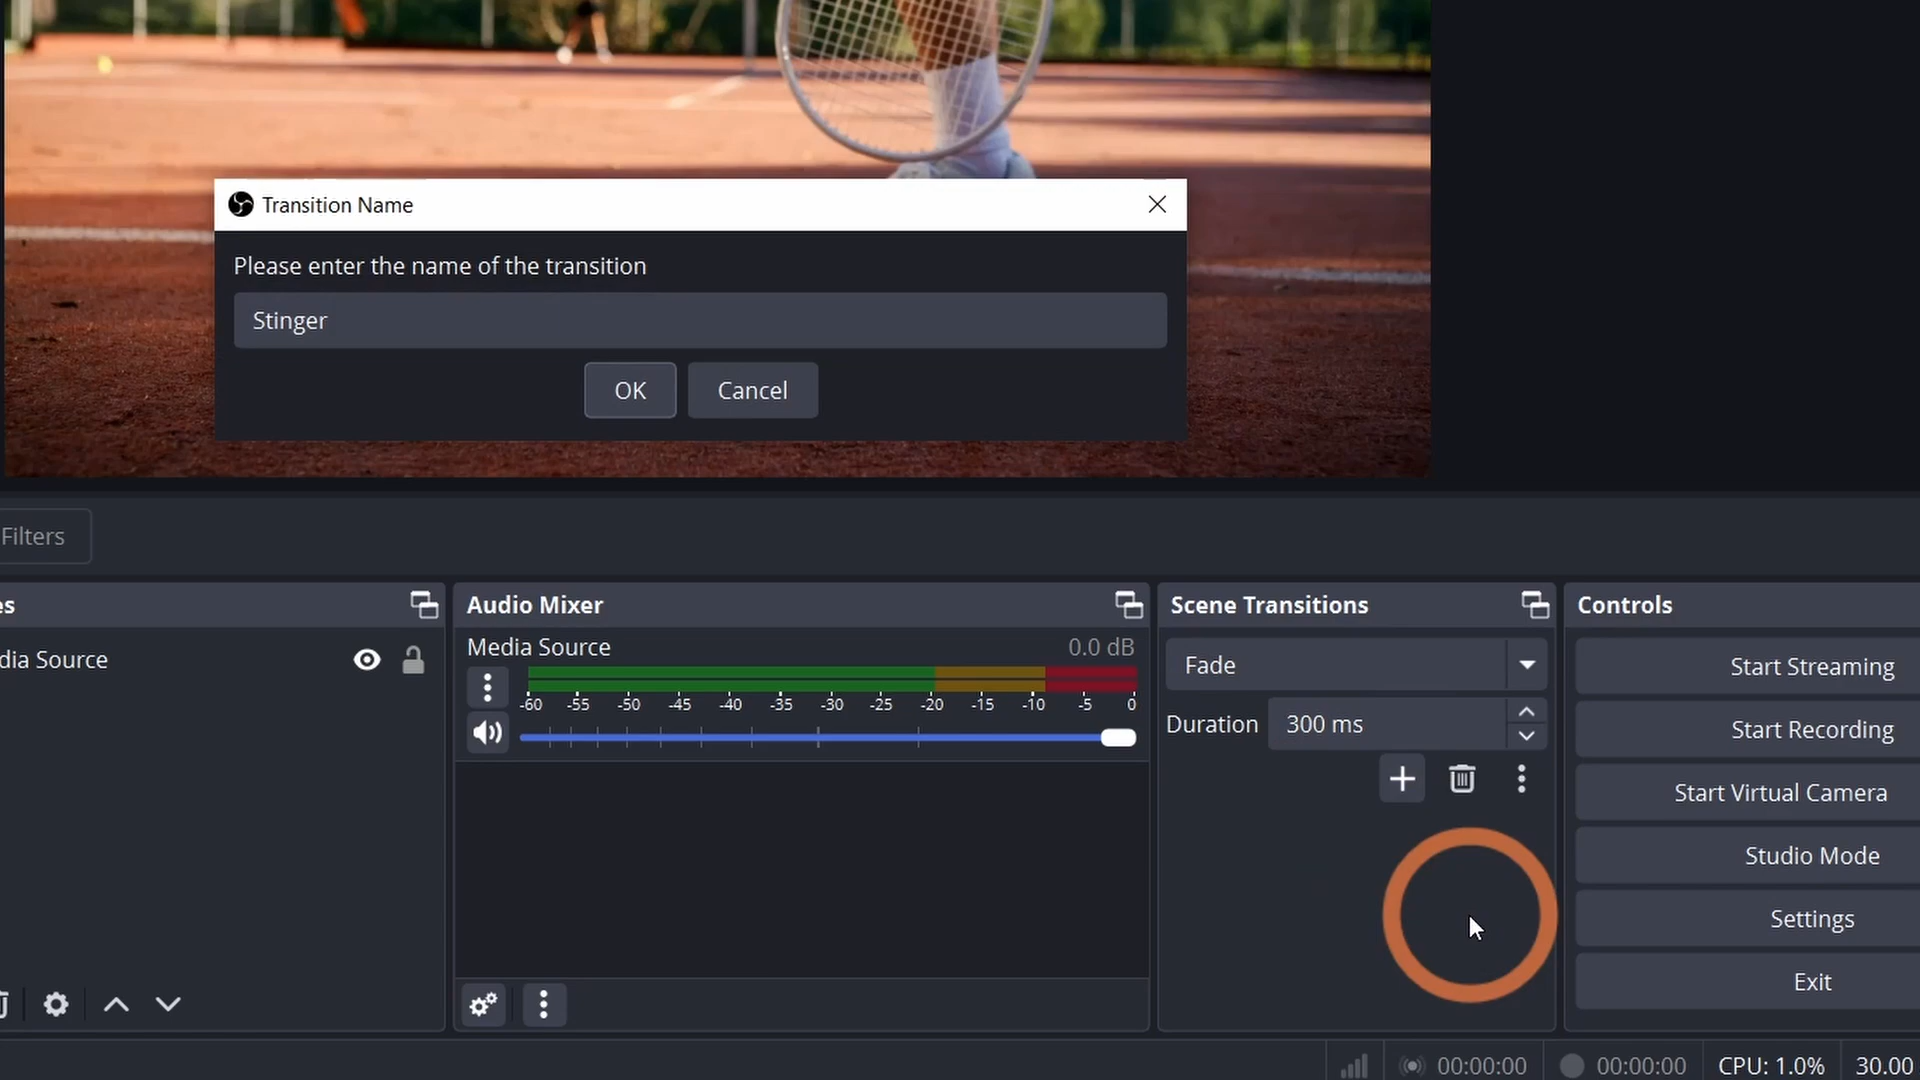 Transition Name
Please enter the name of the transition
Stinger
OK Cancel
Filters
es
Audio Mixer
Scene Transitions
Controls
dia Source
Media Source 0.0 dB
-60 -55 -50 -45 -40 -35 -30 -25 -20 -15 -10 -5 0
Fade
Duration 300 ms
Start Streaming
Start Recording
Start Virtual Camera
Studio Mode
Settings
Exit
00:00:00 00:00:00 CPU: 1.0% 30.00